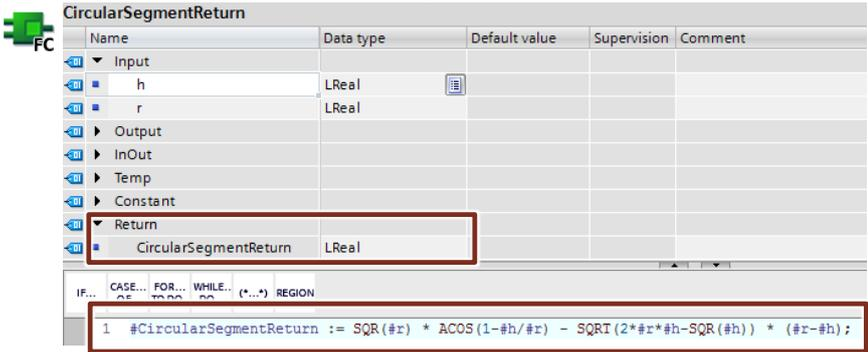 CircularSegmentReturn
FC
Name Data type Default value Supervision Comment
Input
h LReal
r LReal
Output
InOut
Temp
Constant
Return
CircularSegmentReturn LReal
IF... CASE... FOR... WHILE.. (*...*) REGION
OF... TO DO.. DO...
1 #CircularSegmentReturn := SQR(#r) * ACOS(1-#h/#r) - SQRT(2*#r*#h-SQR(#h)) * (#r-#h);